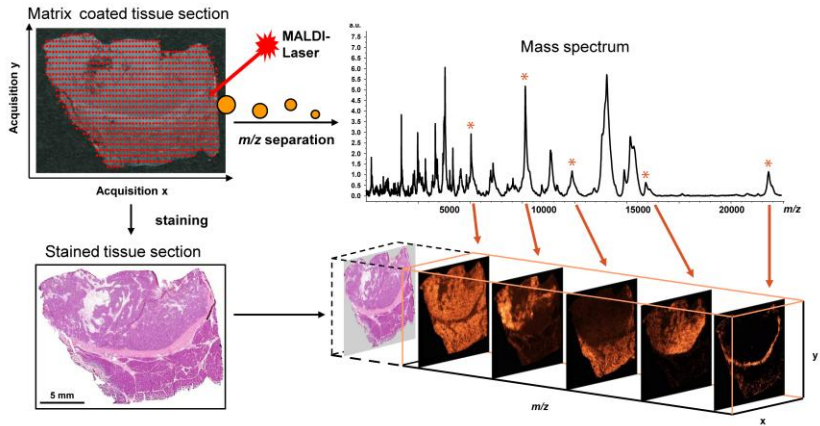 Matrix coated tissue section
MALDI-
Laser
Acquisition y
Acquisition x
m/z separation
a.u.
Mass spectrum
7.5
7.0
6.5
6.0
5.5
5.0
4.5
4.0
3.5
3.0
2.5
2.0
1.5
1.0
0.5
0.0
*
*
*
*
*
5000
10000
15000
20000
m/z
staining
Stained tissue section
5 mm
m/z
x
y